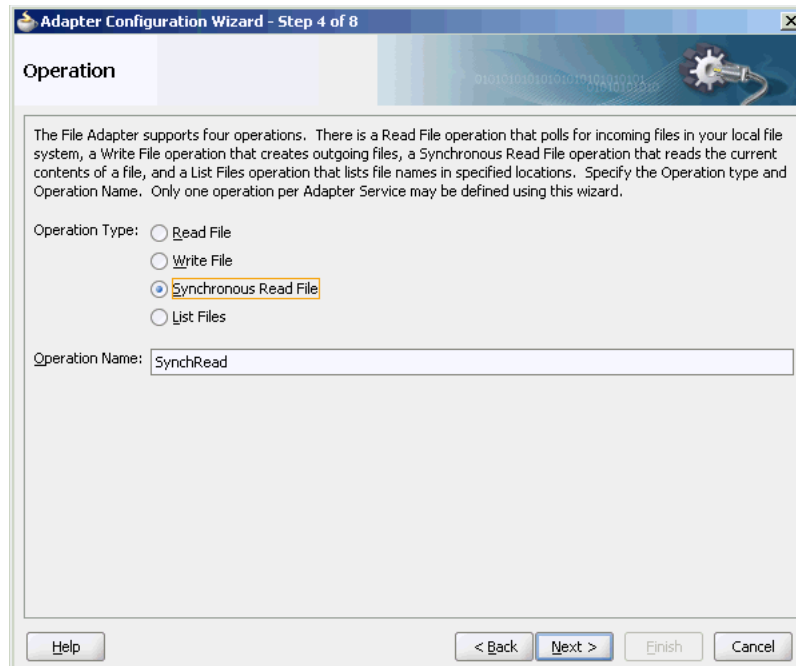 Adapter Configuration Wizard - Step 4 of 8
Operation
0101010101010101010101010101
01010101010
The File Adapter supports four operations. There is a Read File operation that polls for incoming files in your local file
system, a Write File operation that creates outgoing files, a Synchronous Read File operation that reads the current
contents of a file, and a List Files operation that lists file names in specified locations. Specify the Operation type and
Operation Name. Only one operation per Adapter Service may be defined using this wizard.
Operation Type: Read File
Write File
Synchronous Read File
List Files
Operation Name: SynchRead
Help < Back Next > Finish Cancel